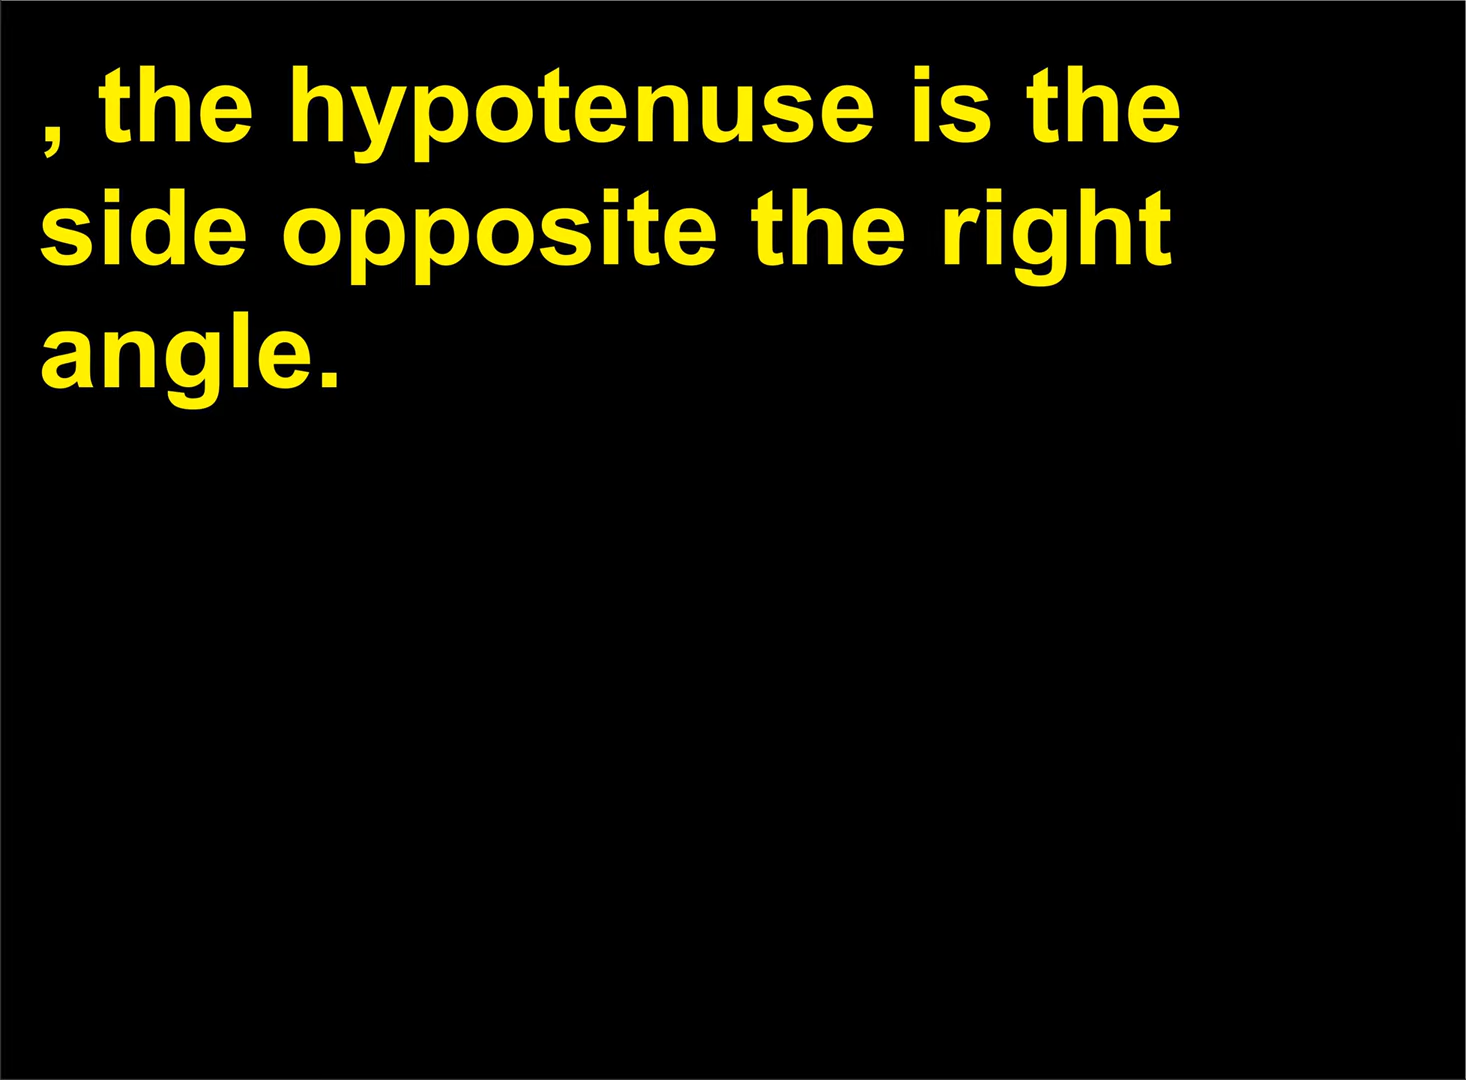 , the hypotenuse is the
side opposite the right
angle.